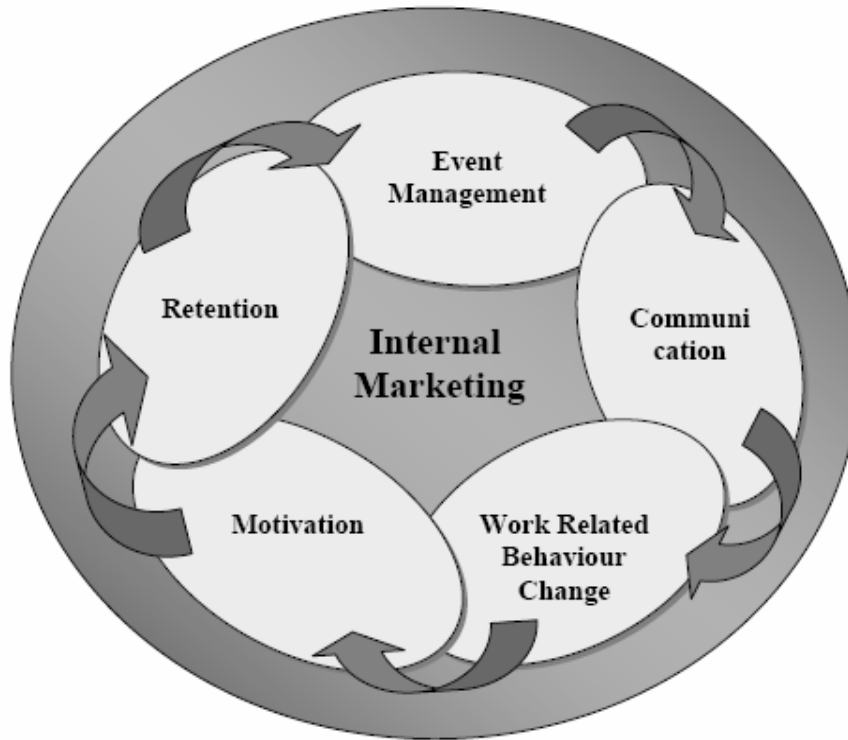 Event
Management
Retention
Communi
cation
Internal
Marketing
Motivation
Work Related
Behaviour
Change